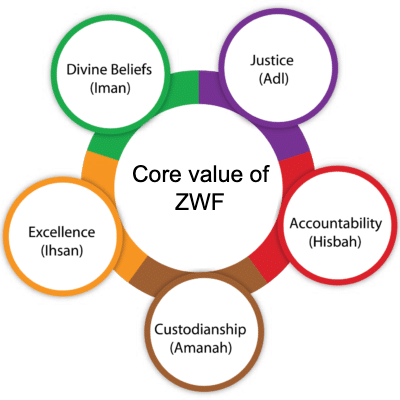 Divine Beliefs
(Iman)
Justice
(Adl)
Core value of
ZWF
Excellence
(Ihsan)
Accountability
(Hisbah)
Custodianship
(Amanah)